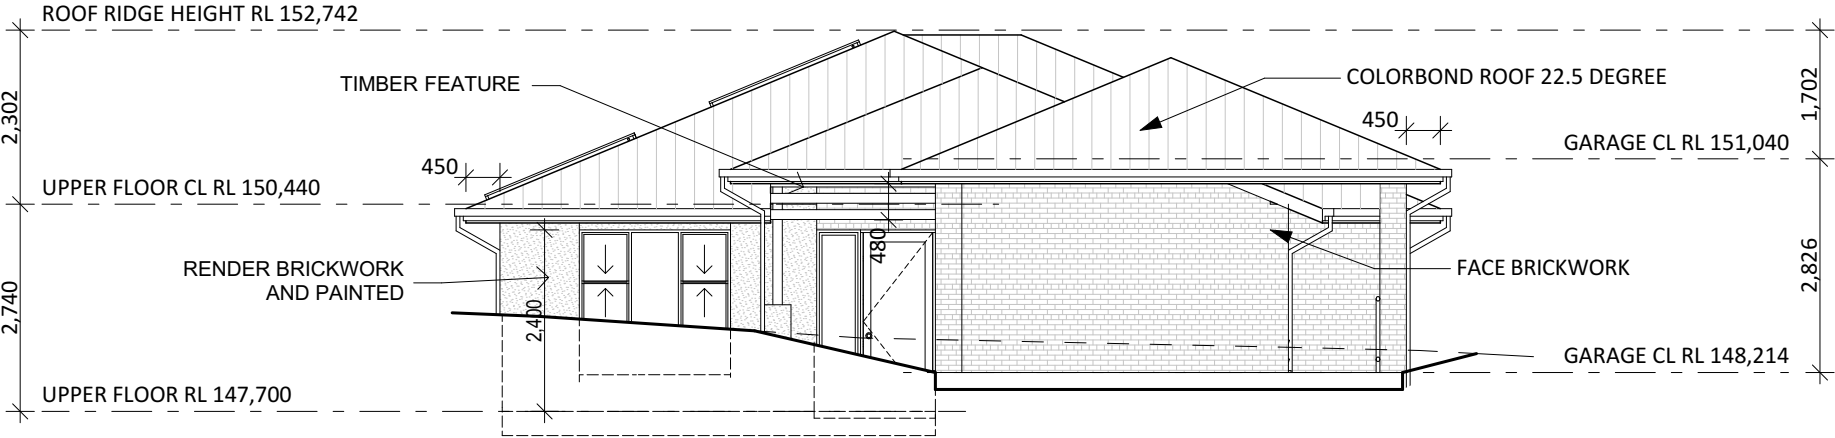 ROOF RIDGE HEIGHT RL 152,742
TIMBER FEATURE
COLORBOND ROOF 22.5 DEGREE
2,302
1,702
450
GARAGE CL RL 151,040
450
UPPER FLOOR CL RL 150,440
480
RENDER BRICKWORK
AND PAINTED
FACE BRICKWORK
2,740
2,400
2,826
GARAGE CL RL 148,214
UPPER FLOOR RL 147,700